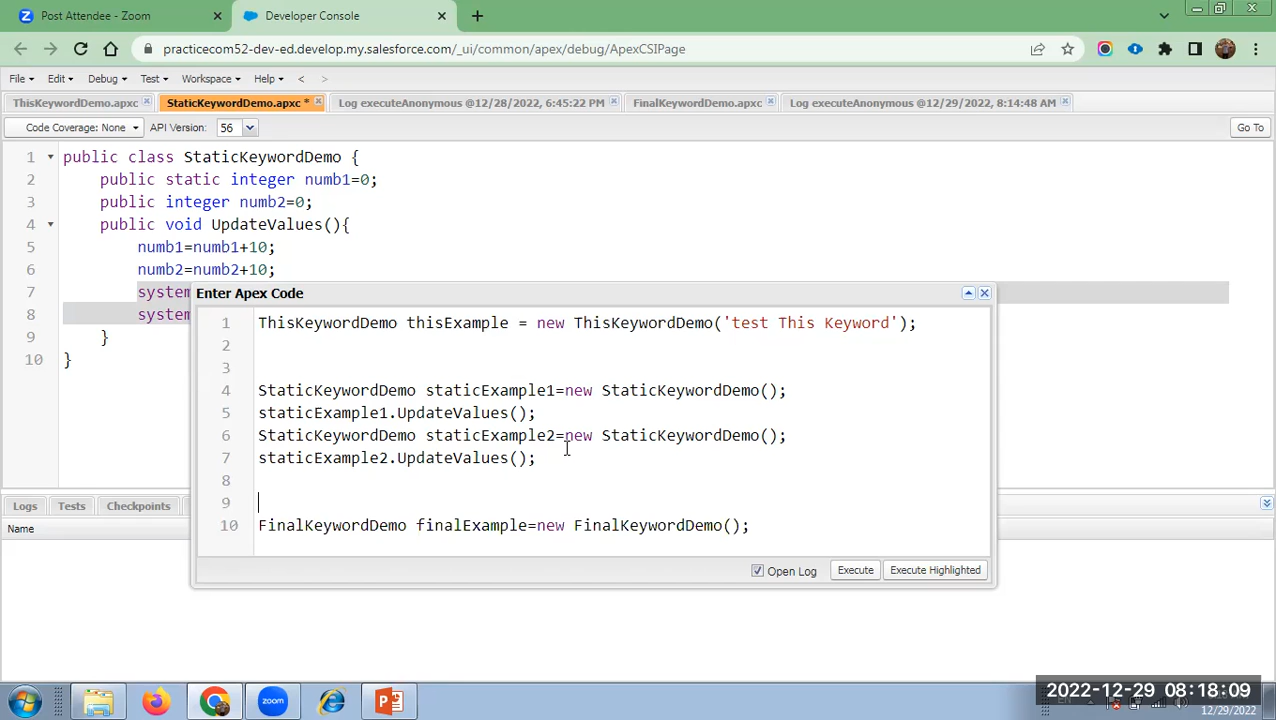 Post Attendee - Zoom
Developer Console
practicecom52-dev-ed.develop.my.salesforce.com/_ui/common/apex/debug/ApexCSIPage
File Edit Debug Test Workspace Help < >
ThisKeywordDemo.apxc
StaticKeywordDemo.apxc *
Log executeAnonymous @12/28/2022, 6:45:22 PM
FinalKeywordDemo.apxc
Log executeAnonymous @12/29/2022, 8:14:48 AM
Code Coverage: None API Version: 56 Go To
1 public class StaticKeywordDemo {
2 public static integer numb1=0;
3 public integer numb2=0;
4 public void UpdateValues(){
5 numb1=numb1+10;
6 numb2=numb2+10;
7 system
8 system
9 }
10 }
Enter Apex Code
1 ThisKeywordDemo thisExample = new ThisKeywordDemo('test This Keyword');
2
3
4 StaticKeywordDemo staticExample1=new StaticKeywordDemo();
5 staticExample1.UpdateValues();
6 StaticKeywordDemo staticExample2=new StaticKeywordDemo();
7 staticExample2.UpdateValues();
8
9
10 FinalKeywordDemo finalExample=new FinalKeywordDemo();
Open Log Execute Execute Highlighted
Logs Tests Checkpoints
Name
zoom
2022-12-29 08:18:09
12/29/2022